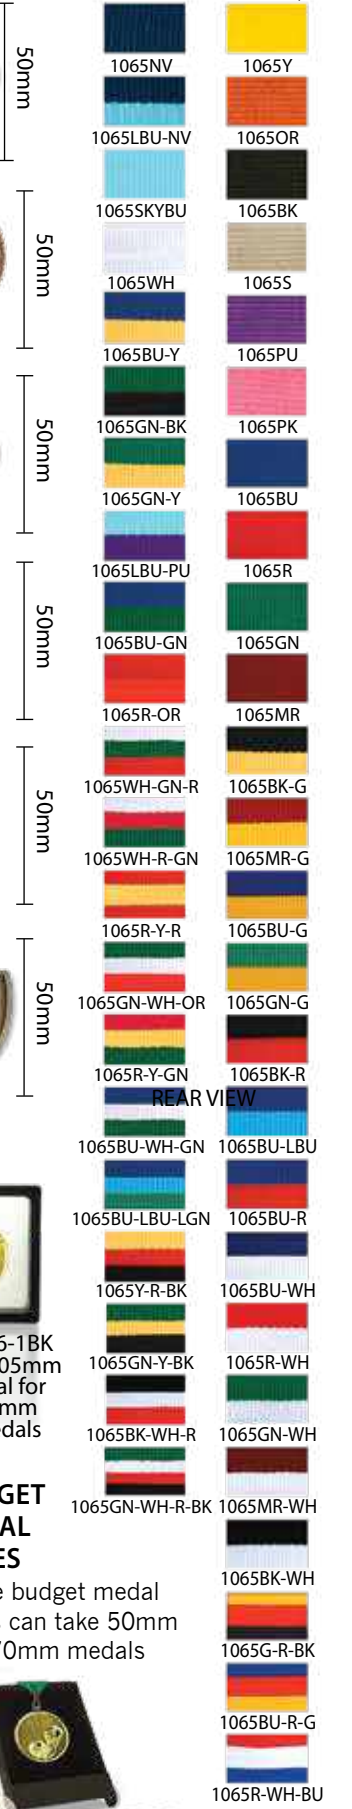 50mm
50mm
50mm
50mm
50mm
50mm
1065NV 1065Y
1065LBU-NV 1065OR
1065SKYBU 1065BK
1065WH 1065S
1065BU-Y 1065PU
1065GN-BK 1065PK
1065GN-Y 1065BU
1065LBU-PU 1065R
1065BU-GN 1065GN
1065R-OR 1065MR
1065WH-GN-R 1065BK-G
1065WH-R-GN 1065MR-G
1065R-Y-R 1065BU-G
1065GN-WH-OR 1065GN-G
1065R-Y-GN 1065BK-R
REAR VIEW
1065BU-WH-GN 1065BU-LBU
1065BU-LBU-LGN 1065BU-R
1065Y-R-BK 1065BU-WH
1065GN-Y-BK 1065R-WH
1065BK-WH-R 1065GN-WH
1065GN-WH-R-BK 1065MR-WH
1065BK-WH
1065G-R-BK
1065BU-R-G
1065R-WH-BU
6-1BK
05mm
al for
mm
dals
GET
AL
ES
e budget medal
s can take 50mm
70mm medals